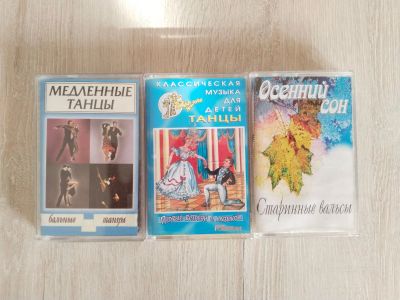 МЕДЛЕННЫЕ
ТАНЦЫ
бальные танцы
КЛАССИЧЕСКАЯ
МУЗЫКА
ДЛЯ
ДЕТЕЙ
ТАНЦЫ
Осенний
сон
Старинные вальсы